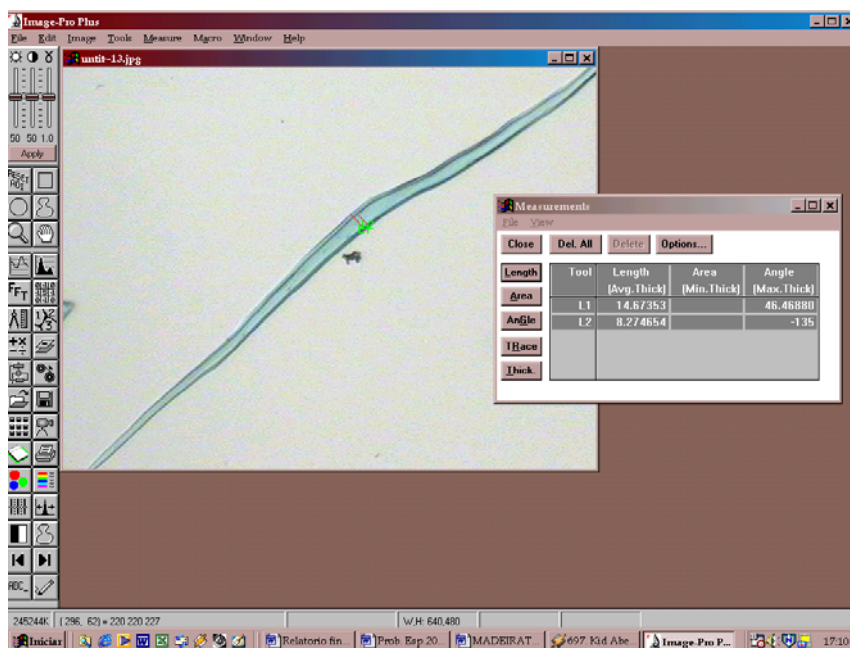 Image-Pro Plus
File Edit Image Tools Measure Macro Window Help
untit-13.jpg
50 50 1.0
Apply
Measurements
File View
Close Del. All Delete Options...
Length Tool Length Area Angle
(Avg.Thick) (Min.Thick) (Max.Thick)
Area L1 14.67353 46.46880
AnGle L2 8.274654 -135
TRace
Thick.
FFT
ABC_
245244K (296, 62) = 220 220 227 W,H: 640,480
Iniciar Relatorio fin... Prob. Esp 20... MADEIRAT... 697. Kid Abe... Image-Pro P... 17:10